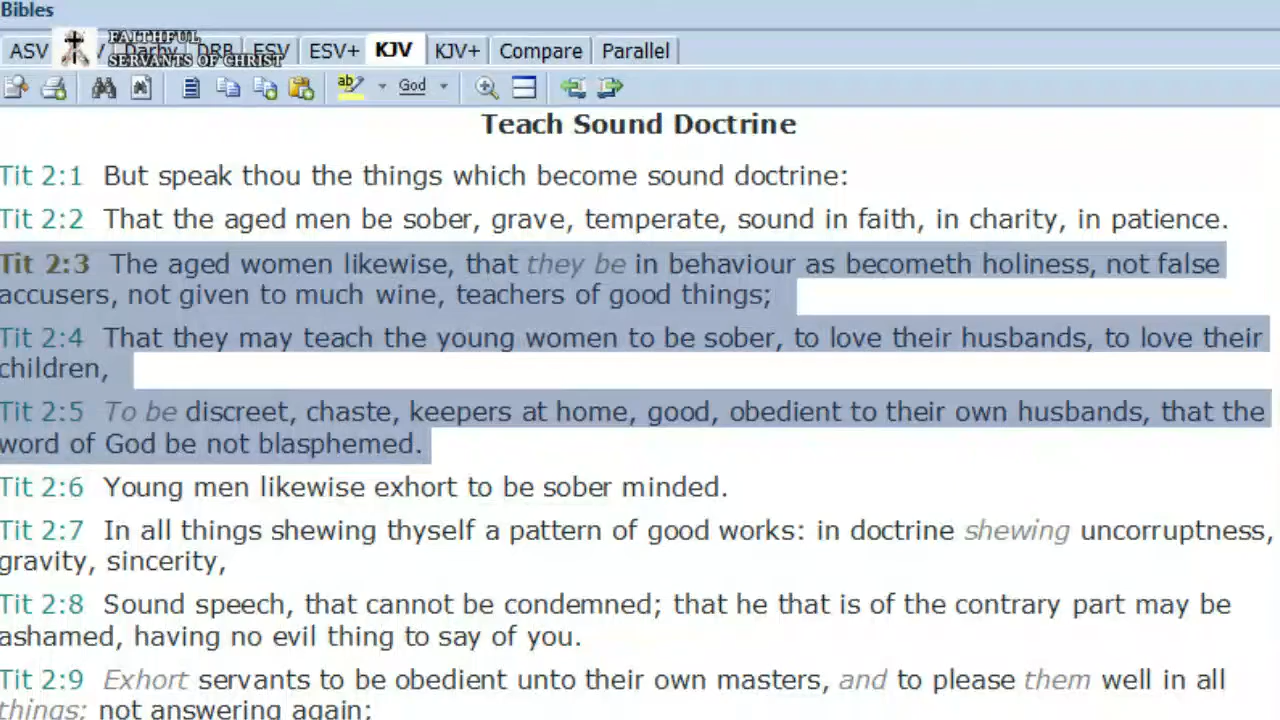 Bibles
ASV Darby DRB ESV ESV+ KJV KJV+ Compare Parallel
FAITHFUL
SERVANTS OF CHRIST
ab God
Teach Sound Doctrine
Tit 2:1 But speak thou the things which become sound doctrine:
Tit 2:2 That the aged men be sober, grave, temperate, sound in faith, in charity, in patience.
Tit 2:3 The aged women likewise, that they be in behaviour as becometh holiness, not false
accusers, not given to much wine, teachers of good things;
Tit 2:4 That they may teach the young women to be sober, to love their husbands, to love their
children,
Tit 2:5 To be discreet, chaste, keepers at home, good, obedient to their own husbands, that the
word of God be not blasphemed.
Tit 2:6 Young men likewise exhort to be sober minded.
Tit 2:7 In all things shewing thyself a pattern of good works: in doctrine shewing uncorruptness,
gravity, sincerity,
Tit 2:8 Sound speech, that cannot be condemned; that he that is of the contrary part may be
ashamed, having no evil thing to say of you.
Tit 2:9 Exhort servants to be obedient unto their own masters, and to please them well in all
things; not answering again;